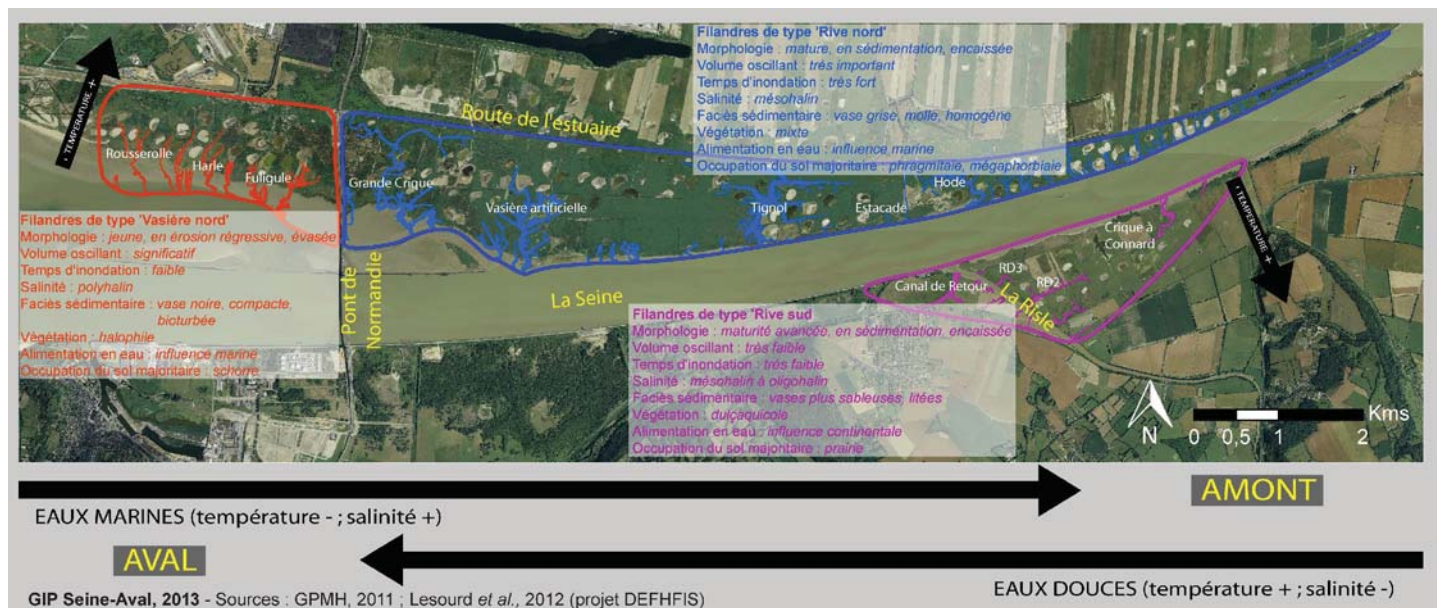 Filandres de type 'Rive nord'
Morphologie : mature, en sédimentation, encaissée
Volume oscillant : très important
Temps d'inondation : très fort
Salinité : mésohalin
Faciès sédimentaire : vase grise, molle, homogène
Végétation : mixte
Alimentation en eau : influence marine
Occupation du sol majoritaire : phragmitaie, mégaphorbiaie
- TEMPERATURE +
Route de l'estuaire
Rousserolle
Harle
Fuligule
Grande Crique
Vasière artificielle
Tignol
Estacade
Hode
Filandres de type 'Vasière nord'
Morphologie : jeune, en érosion régressive, évasée
Volume oscillant : significatif
Temps d'inondation : faible
Salinité : polyhalin
Faciès sédimentaire : vase noire, compacte,
bioturbée
Végétation : halophile
Alimentation en eau : influence marine
Occupation du sol majoritaire : schorre
Pont de
Normandie
La Seine
Crique à
Connard
RD3
RD2
Canal de Retour
La Risle
- TEMPERATURE +
Filandres de type 'Rive sud
Morphologie : maturité avancée, en sédimentation, encaissée
Volume oscillant : très faible
Temps d'inondation : très faible
Salinité : mésohalin à oligohalin
Faciès sédimentaire : vases plus sableuses, litées
Végétation : dulçaquicole
Alimentation en eau : influence continentale
Occupation du sol majoritaire : prairie
N
Kms
0 0,5 1 2
AMONT
EAUX MARINES (température - ; salinité +)
AVAL
EAUX DOUCES (température + ; salinité -)
GIP Seine-Aval, 2013 - Sources : GPMH, 2011 ; Lesourd et al., 2012 (projet DEFHFIS)